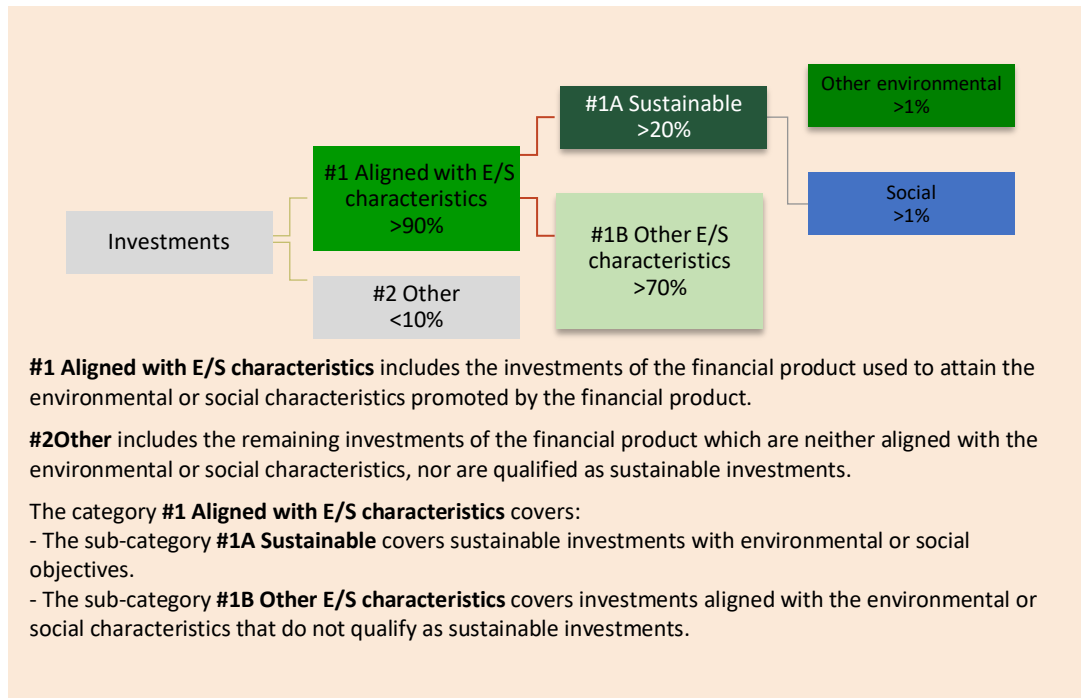 Investments
#1 Aligned with E/S
characteristics
>90%
#2 Other
<10%
#1A Sustainable
>20%
#1B Other E/S
characteristics
>70%
Other environmental
>1%
Social
>1%
#1 Aligned with E/S characteristics includes the investments of the financial product used to attain the
environmental or social characteristics promoted by the financial product.
#2Other includes the remaining investments of the financial product which are neither aligned with the
environmental or social characteristics, nor are qualified as sustainable investments.
The category #1 Aligned with E/S characteristics covers:
- The sub-category #1A Sustainable covers sustainable investments with environmental or social
objectives.
- The sub-category #1B Other E/S characteristics covers investments aligned with the environmental or
social characteristics that do not qualify as sustainable investments.